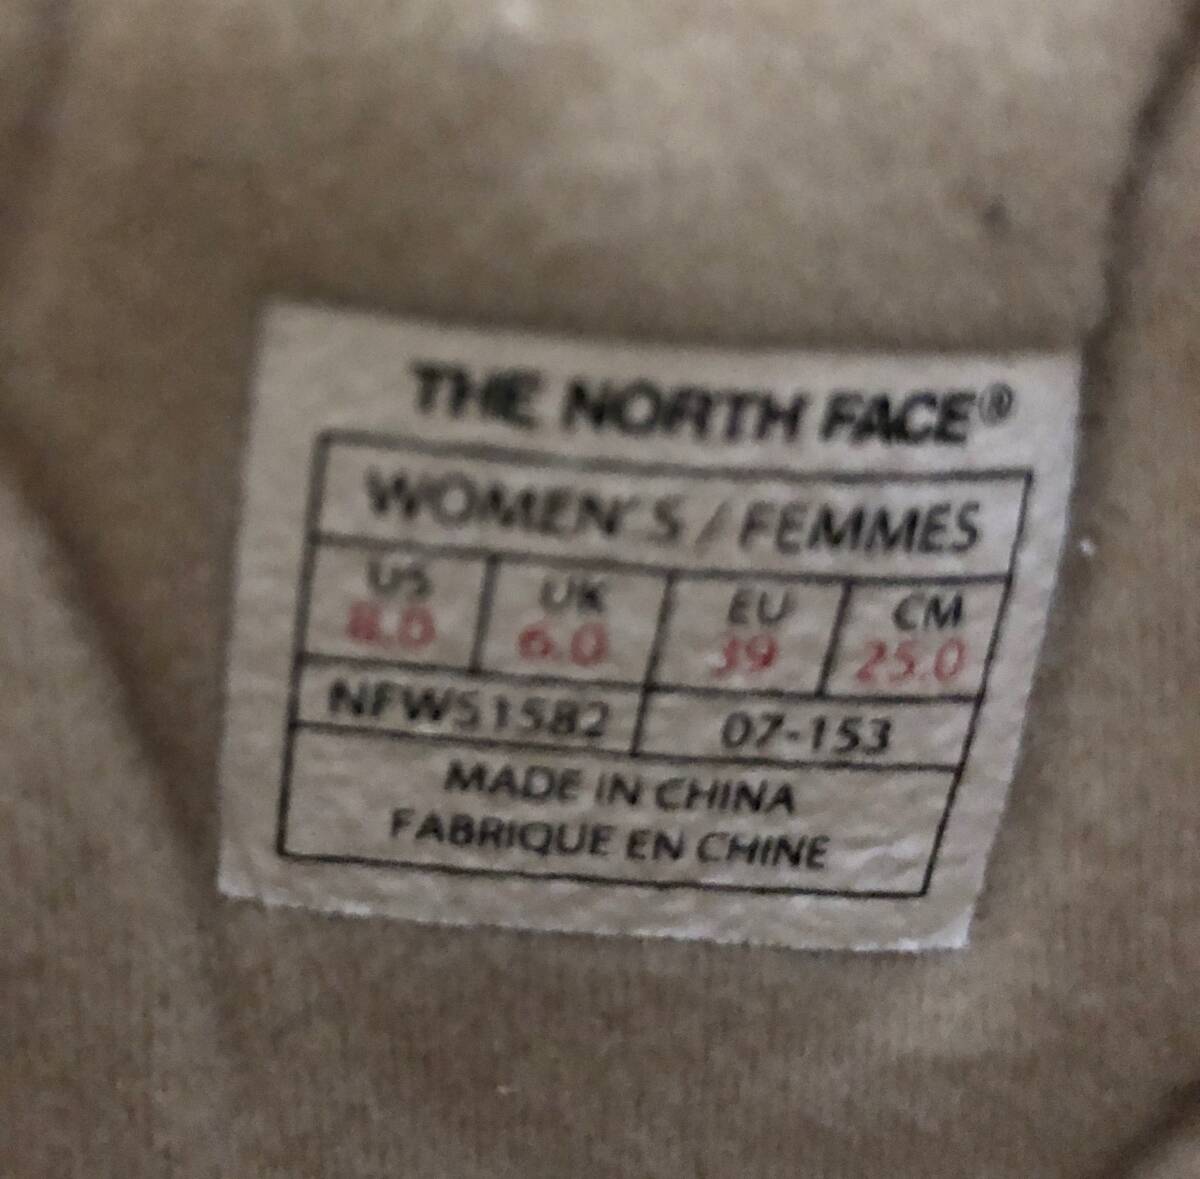 THE NORTH FACE®
WOMEN'S / FEMMES
US UK EU CM
8.0 6.0 39 25.0
NFWS1582 07-153
MADE IN CHINA
FABRIQUE EN CHINE